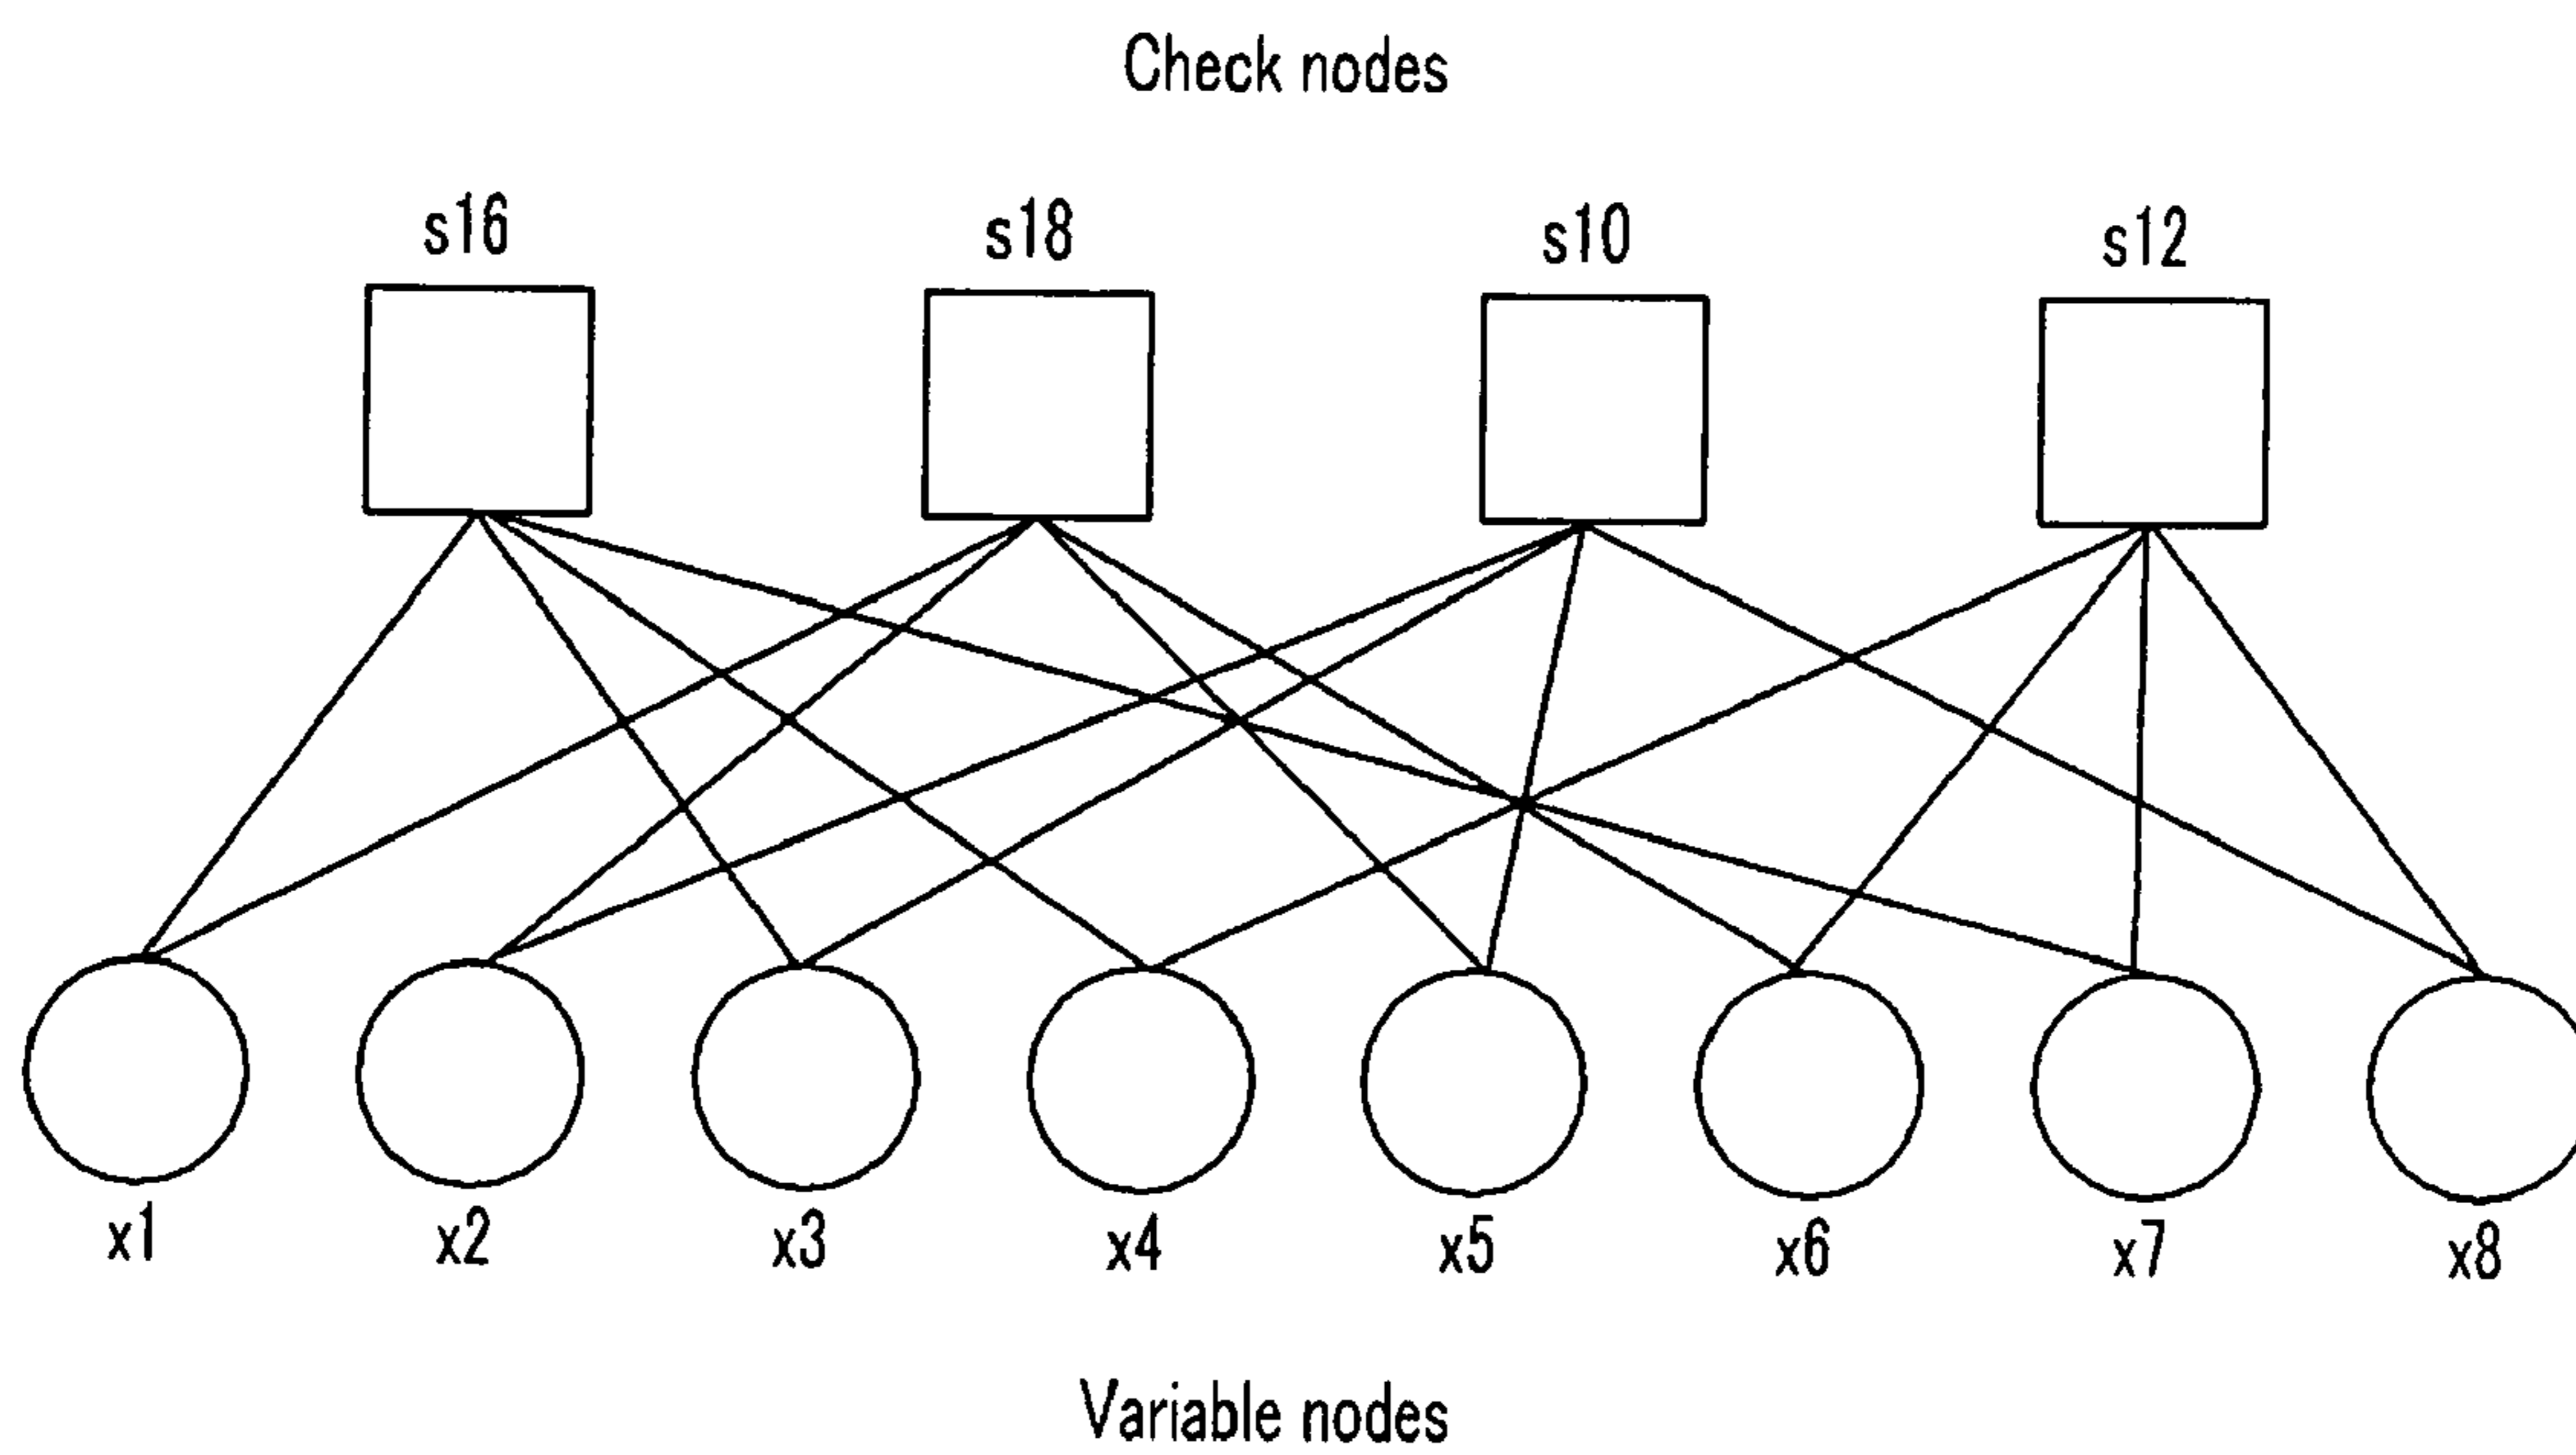 Check nodes
s16 s18 s10 s12
x1 x2 x3 x4 x5 x6 x7 x8
Variable nodes